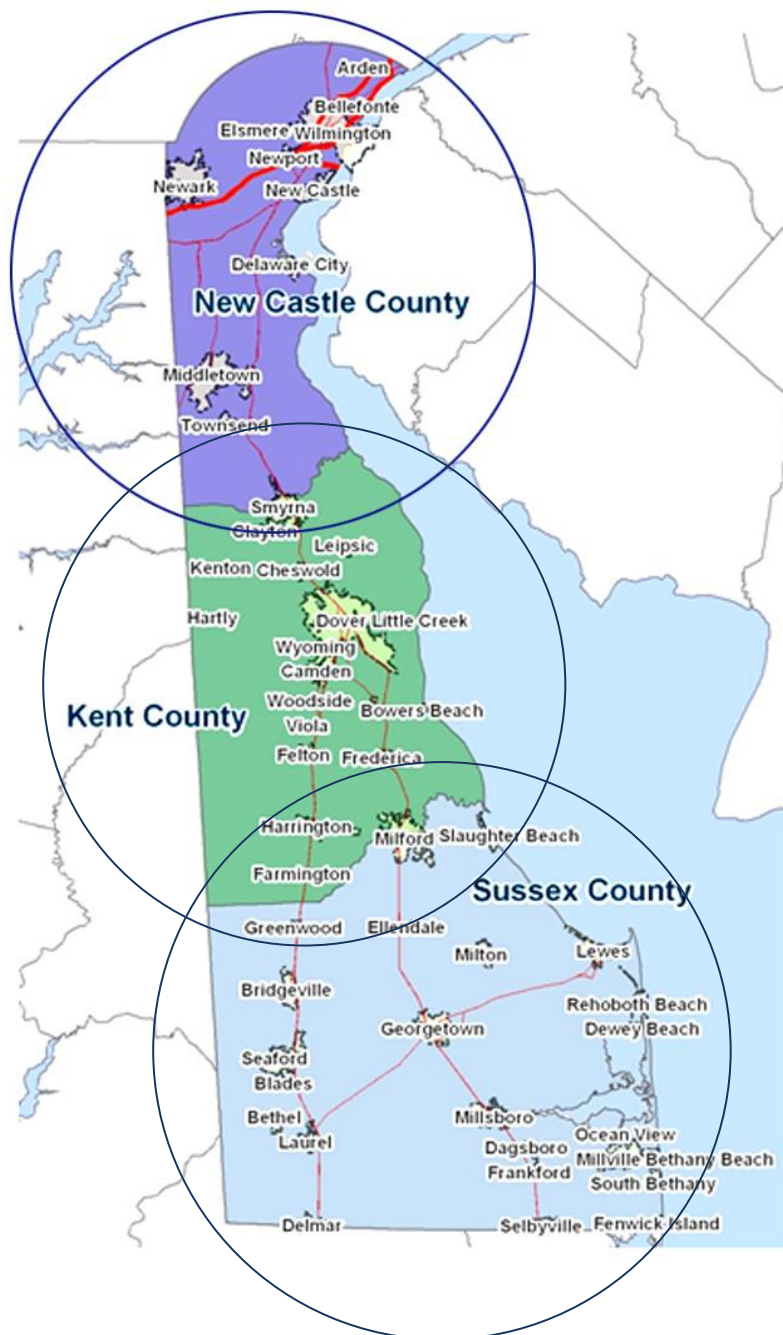 Arden
Bellefonte
Elsmere Wilmington
Newport
Newark
New Castle
Delaware City
New Castle County
Middletown
Townsend
Smyrna
Clayton
Leipsic
Kenton Cheswold
Hartly
Dover Little Creek
Wyoming
Camden
Woodside
Bowers Beach
Kent County
Viola
Felton
Frederica
Harrington
Milford
Slaughter Beach
Farmington
Sussex County
Greenwood
Ellendale
Milton
Lewes
Bridgeville
Rehoboth Beach
Georgetown
Dewey Beach
Seaford
Blades
Bethel
Millsboro
Laurel
Ocean View
Dagsboro
Millville Bethany Beach
Frankford
South Bethany
Delmar
Selbyville
Fenwick Island